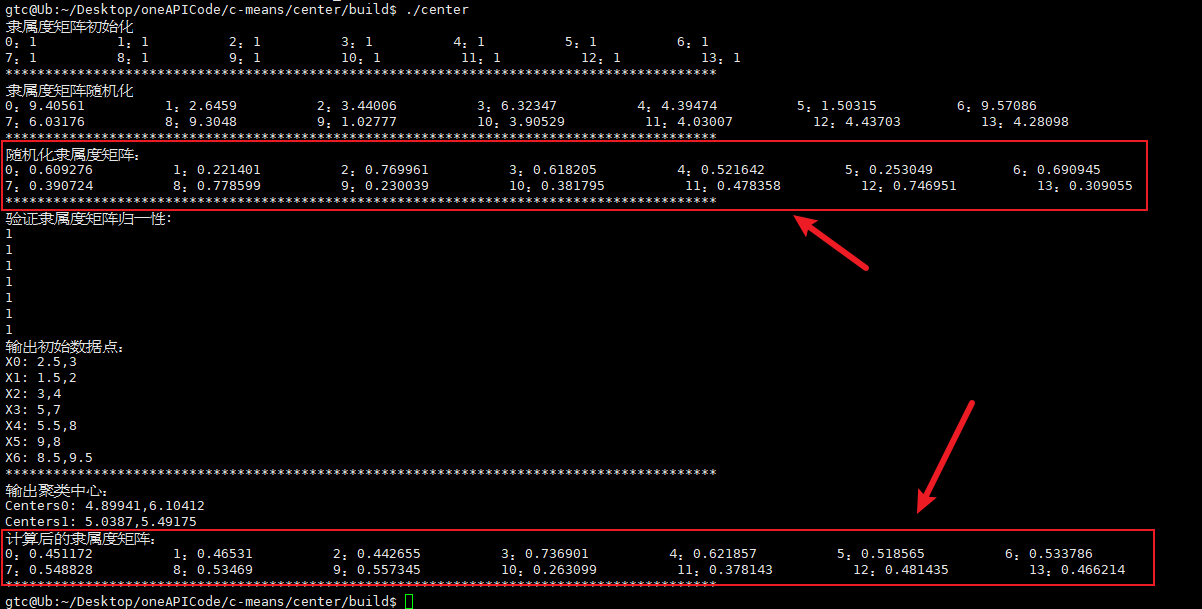 gtc@Ub:~/Desktop/oneAPICode/c-means/center/build$ ./center
隶属度矩阵初始化
0：1 1：1 2：1 3：1 4：1 5：1 6：1
7：1 8：1 9：1 10：1 11：1 12：1 13：1
*****************************************************************************************
隶属度矩阵随机化
0：9.40561 1：2.6459 2：3.44006 3：6.32347 4：4.39474 5：1.50315 6：9.57086
7：6.03176 8：9.3048 9：1.02777 10：3.90529 11：4.03007 12：4.43703 13：4.28098
*****************************************************************************************
随机化隶属度矩阵：
0：0.609276 1：0.221401 2：0.769961 3：0.618205 4：0.521642 5：0.253049 6：0.690945
7：0.390724 8：0.778599 9：0.230039 10：0.381795 11：0.478358 12：0.746951 13：0.309055
*****************************************************************************************
验证隶属度矩阵归一性：
1
1
1
1
1
1
1
输出初始数据点：
X0: 2.5,3
X1: 1.5,2
X2: 3,4
X3: 5,7
X4: 5.5,8
X5: 9,8
X6: 8.5,9.5
*****************************************************************************************
输出聚类中心：
Centers0: 4.89941,6.10412
Centers1: 5.0387,5.49175
计算后的隶属度矩阵：
0：0.451172 1：0.46531 2：0.442655 3：0.736901 4：0.621857 5：0.518565 6：0.533786
7：0.548828 8：0.53469 9：0.557345 10：0.263099 11：0.378143 12：0.481435 13：0.466214
*****************************************************************************************
gtc@Ub:~/Desktop/oneAPICode/c-means/center/build$